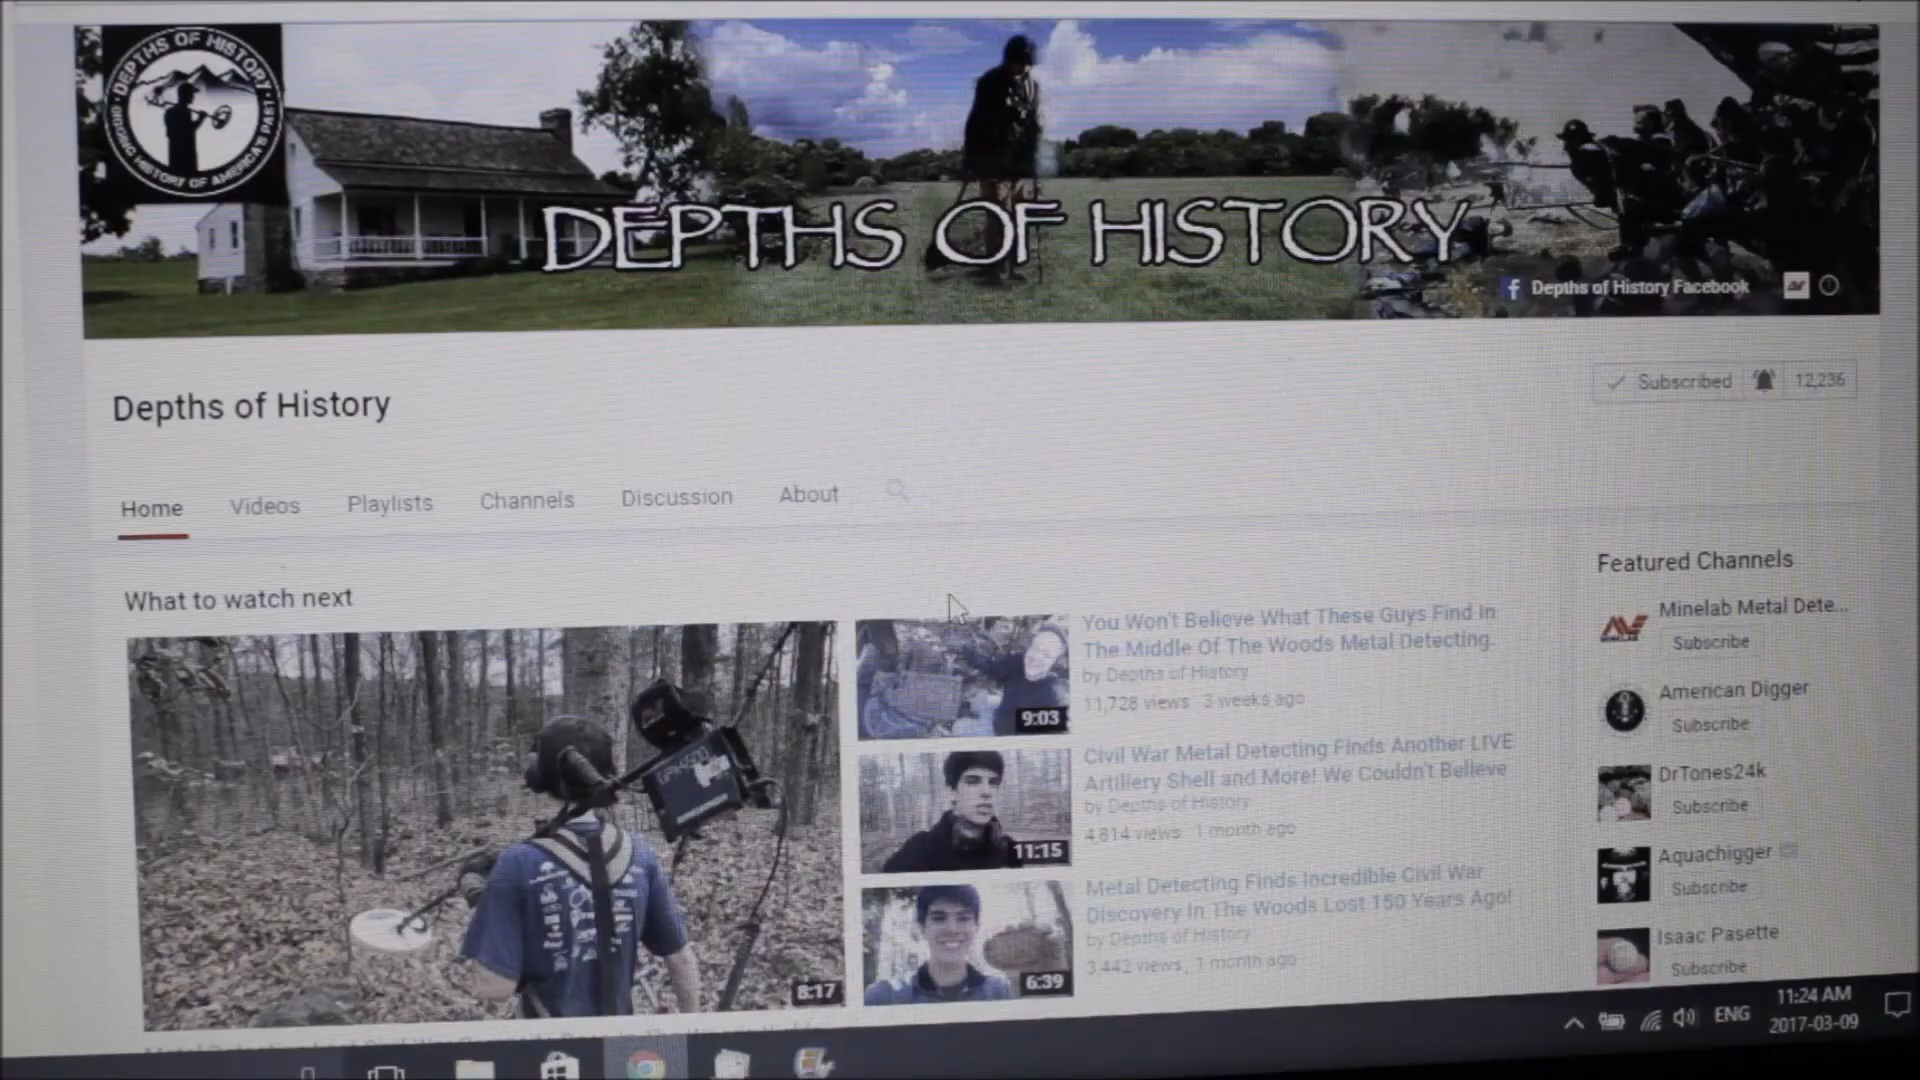 DEPTHS OF HISTORY
DIGGING HISTORY OF AMERICA'S PAST
DEPTHS OF HISTORY
Depths of History Facebook
Depths of History
Subscribed 12,236
Home Videos Playlists Channels Discussion About
What to watch next
8:17
You Won't Believe What These Guys Find In
The Middle Of The Woods Metal Detecting.
by Depths of History
11,728 views 3 weeks ago
9:03
Civil War Metal Detecting Finds Another LIVE
Artillery Shell and More! We Couldn't Believe
by Depths of History
4,814 views 1 month ago
11:15
Metal Detecting Finds Incredible Civil War
Discovery In The Woods Lost 150 Years Ago!
by Depths of History
3,442 views 1 month ago
6:39
Featured Channels
Minelab Metal Dete...
Subscribe
American Digger
Subscribe
DrTones24k
Subscribe
Aquachigger
Subscribe
Isaac Pasette
Subscribe
ENG
11:24 AM
2017-03-09